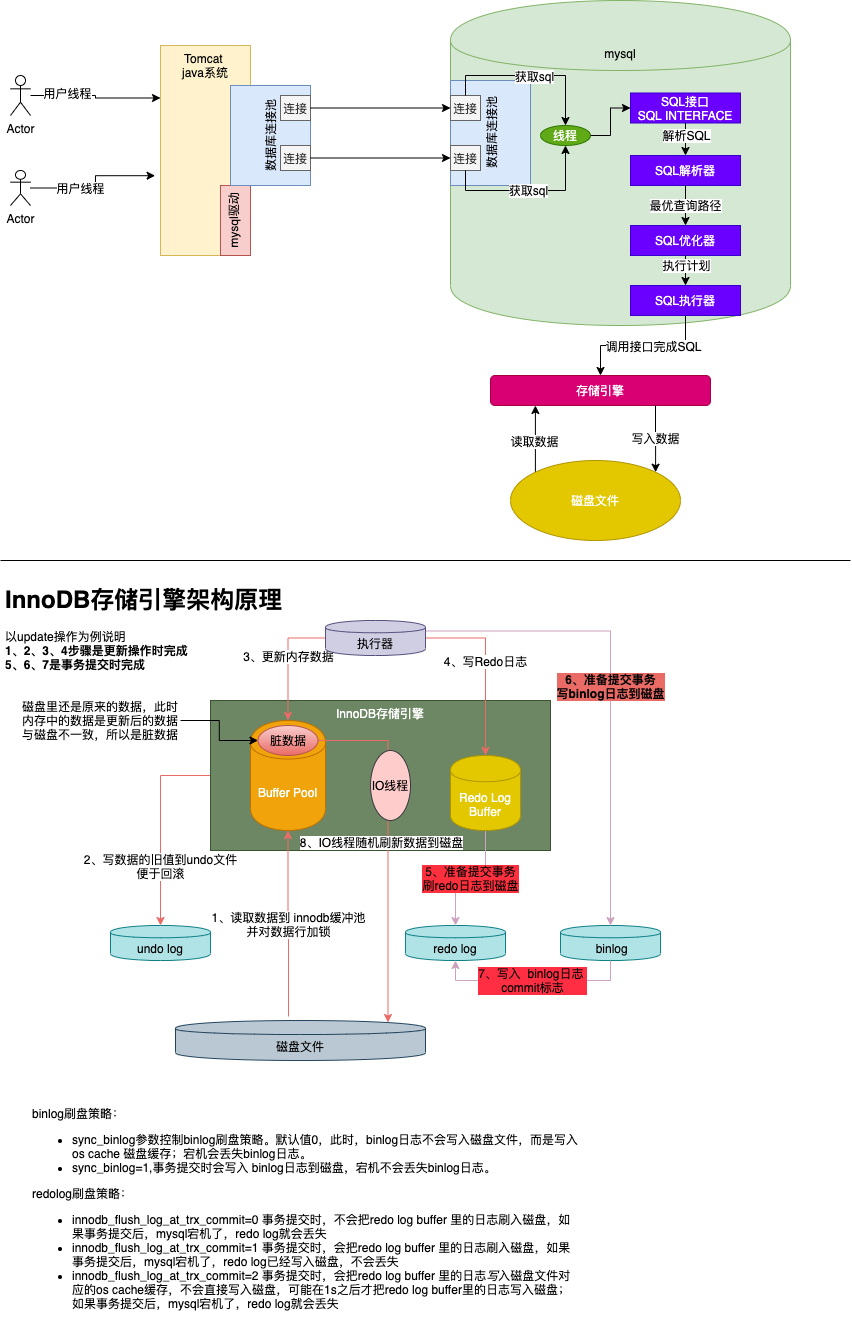 Tomcat
java系统
mysql
用户线程
Actor
数据库连接池
连接
连接
mysql驱动
用户线程
Actor
获取sql
连接
数据库连接池
连接
获取sql
线程
SQL接口
SQL INTERFACE
解析SQL
SQL解析器
最优查询路径
SQL优化器
执行计划
SQL执行器
调用接口完成SQL
存储引擎
读取数据
写入数据
磁盘文件
InnoDB存储引擎架构原理
以update操作为例说明
1、2、3、4步骤是更新操作时完成
5、6、7是事务提交时完成
执行器
3、更新内存数据
4、写Redo日志
6、准备提交事务
写binlog日志到磁盘
磁盘里还是原来的数据，此时
内存中的数据是更新后的数据
与磁盘不一致，所以是脏数据
InnoDB存储引擎
脏数据
Buffer Pool
IO线程
Redo Log
Buffer
8、IO线程随机刷新数据到磁盘
2、写数据的旧值到undo文件
便于回滚
5、准备提交事务
刷redo日志到磁盘
1、读取数据到 innodb缓冲池
并对数据行加锁
undo log
redo log
binlog
7、写入 binlog日志
commit标志
磁盘文件
binlog刷盘策略：
• sync_binlog参数控制binlog刷盘策略。默认值0，此时，binlog日志不会写入磁盘文件，而是写入
os cache 磁盘缓存；宕机会丢失binlog日志。
• sync_binlog=1,事务提交时会写入 binlog日志到磁盘，宕机不会丢失binlog日志。
redolog刷盘策略：
• innodb_flush_log_at_trx_commit=0 事务提交时，不会把redo log buffer 里的日志刷入磁盘，如
果事务提交后，mysql宕机了，redo log就会丢失
• innodb_flush_log_at_trx_commit=1 事务提交时，会把redo log buffer 里的日志刷入磁盘，如果
事务提交后，mysql宕机了，redo log已经写入磁盘，不会丢失
• innodb_flush_log_at_trx_commit=2 事务提交时，会把redo log buffer 里的日志写入磁盘文件对
应的os cache缓存，不会直接写入磁盘，可能在1s之后才把redo log buffer里的日志写入磁盘；
如果事务提交后，mysql宕机了，redo log就会丢失